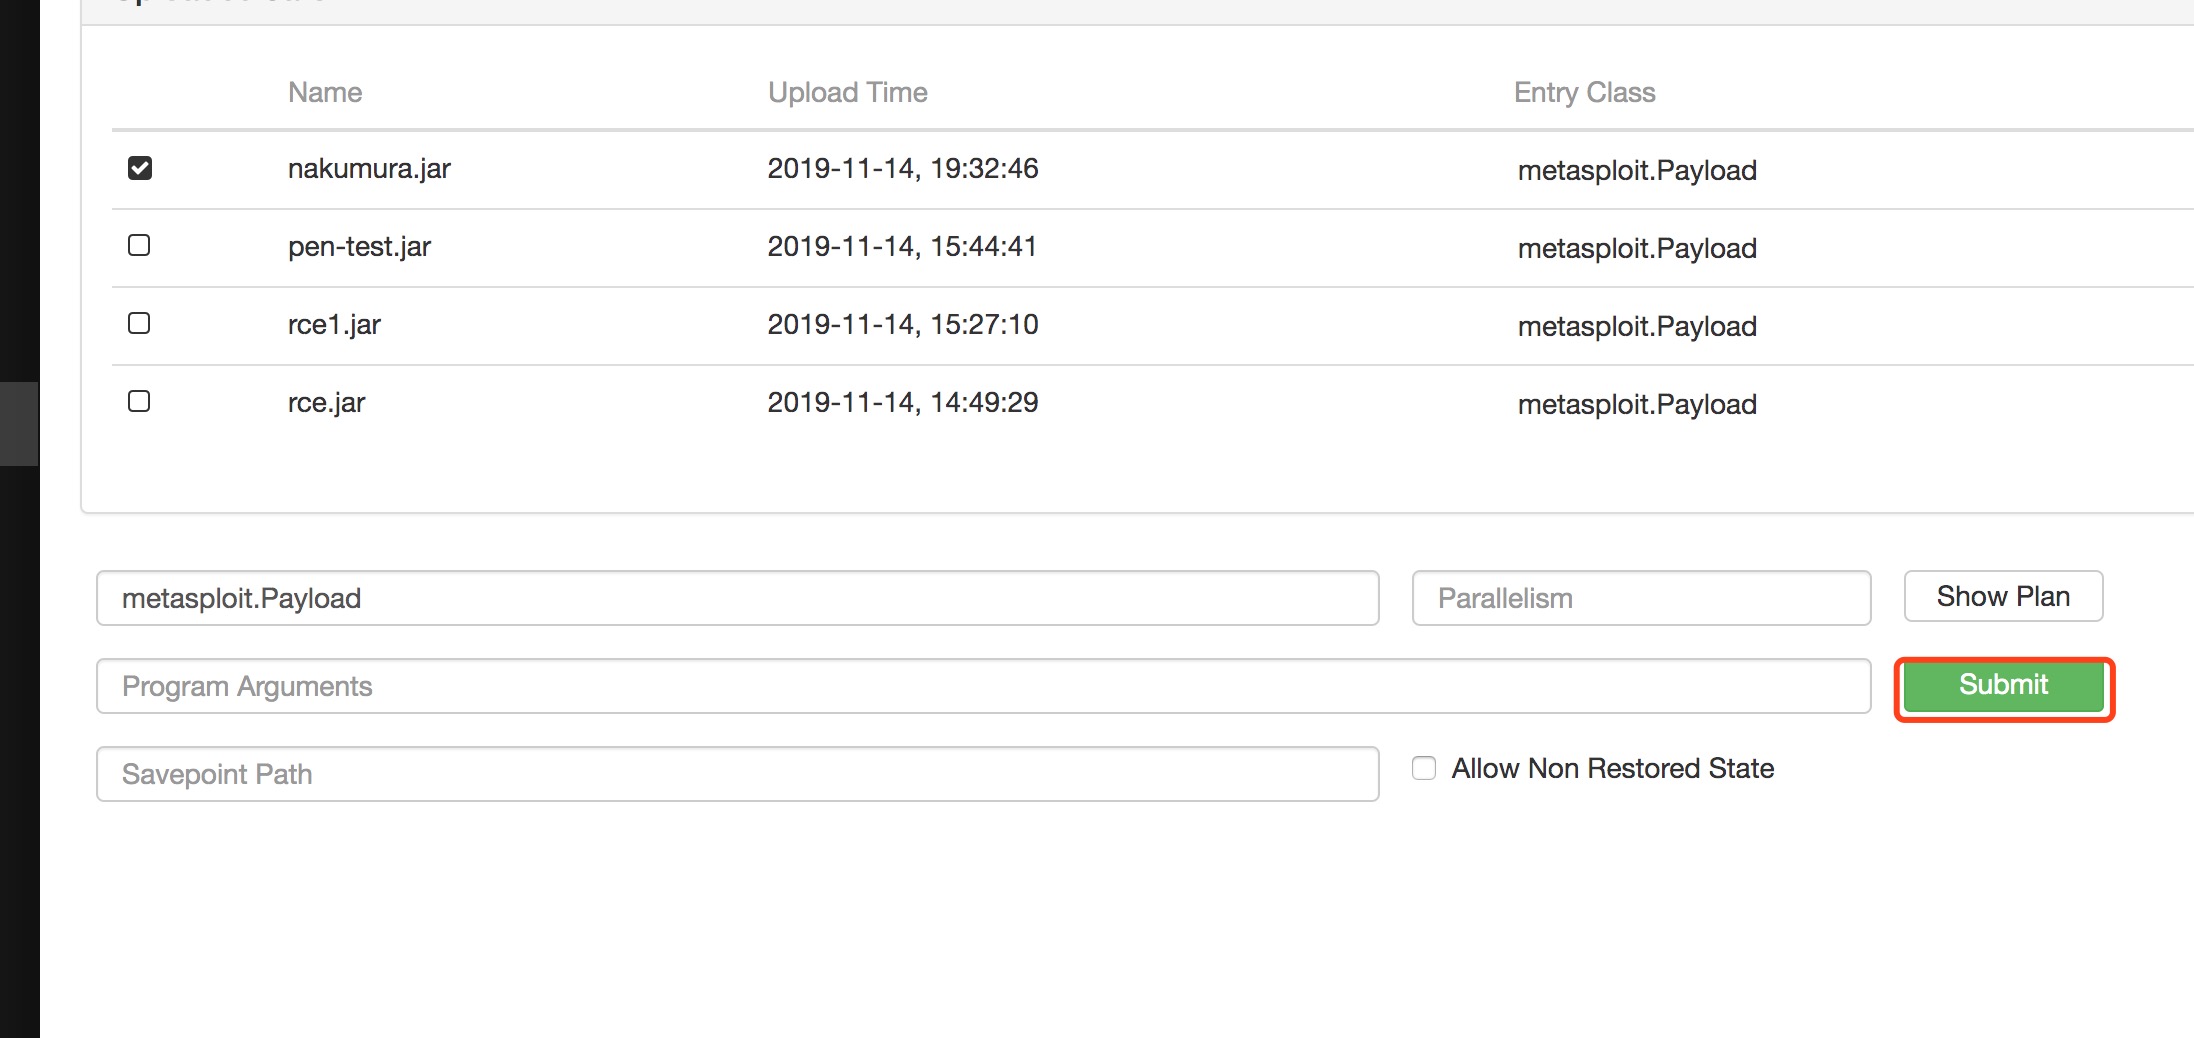 Name Upload Time Entry Class
nakumura.jar 2019-11-14, 19:32:46 metasploit.Payload
pen-test.jar 2019-11-14, 15:44:41 metasploit.Payload
rce1.jar 2019-11-14, 15:27:10 metasploit.Payload
rce.jar 2019-11-14, 14:49:29 metasploit.Payload
metasploit.Payload Parallelism Show Plan
Program Arguments Submit
Savepoint Path Allow Non Restored State